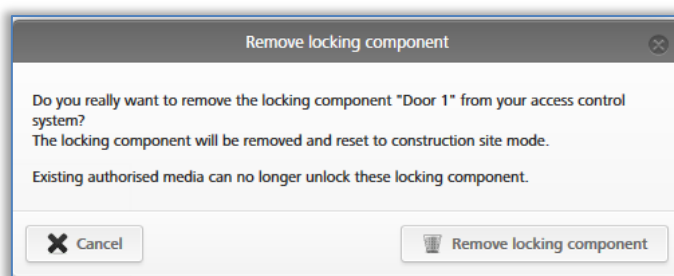 Remove locking component
Do you really want to remove the locking component "Door 1" from your access control
system?
The locking component will be removed and reset to construction site mode.
Existing authorised media can no longer unlock these locking component.
Cancel
Remove locking component